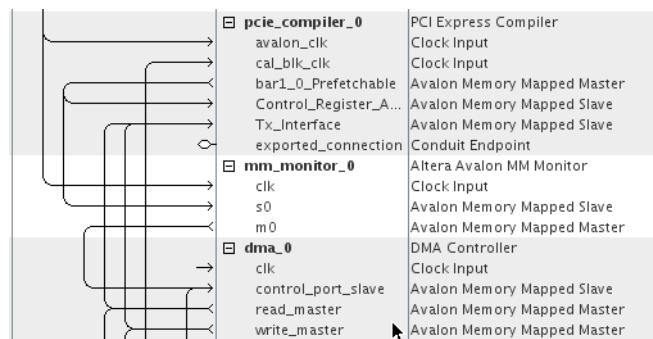 pcie_compiler_0 PCI Express Compiler
avalon_clk Clock Input
cal_blk_clk Clock Input
bar1_0_Prefetchable Avalon Memory Mapped Master
Control_Register_A... Avalon Memory Mapped Slave
Tx_Interface Avalon Memory Mapped Slave
exported_connection Conduit Endpoint
mm_monitor_0 Altera Avalon MM Monitor
clk Clock Input
s0 Avalon Memory Mapped Slave
m0 Avalon Memory Mapped Master
dma_0 DMA Controller
clk Clock Input
control_port_slave Avalon Memory Mapped Slave
read_master Avalon Memory Mapped Master
write_master Avalon Memory Mapped Master